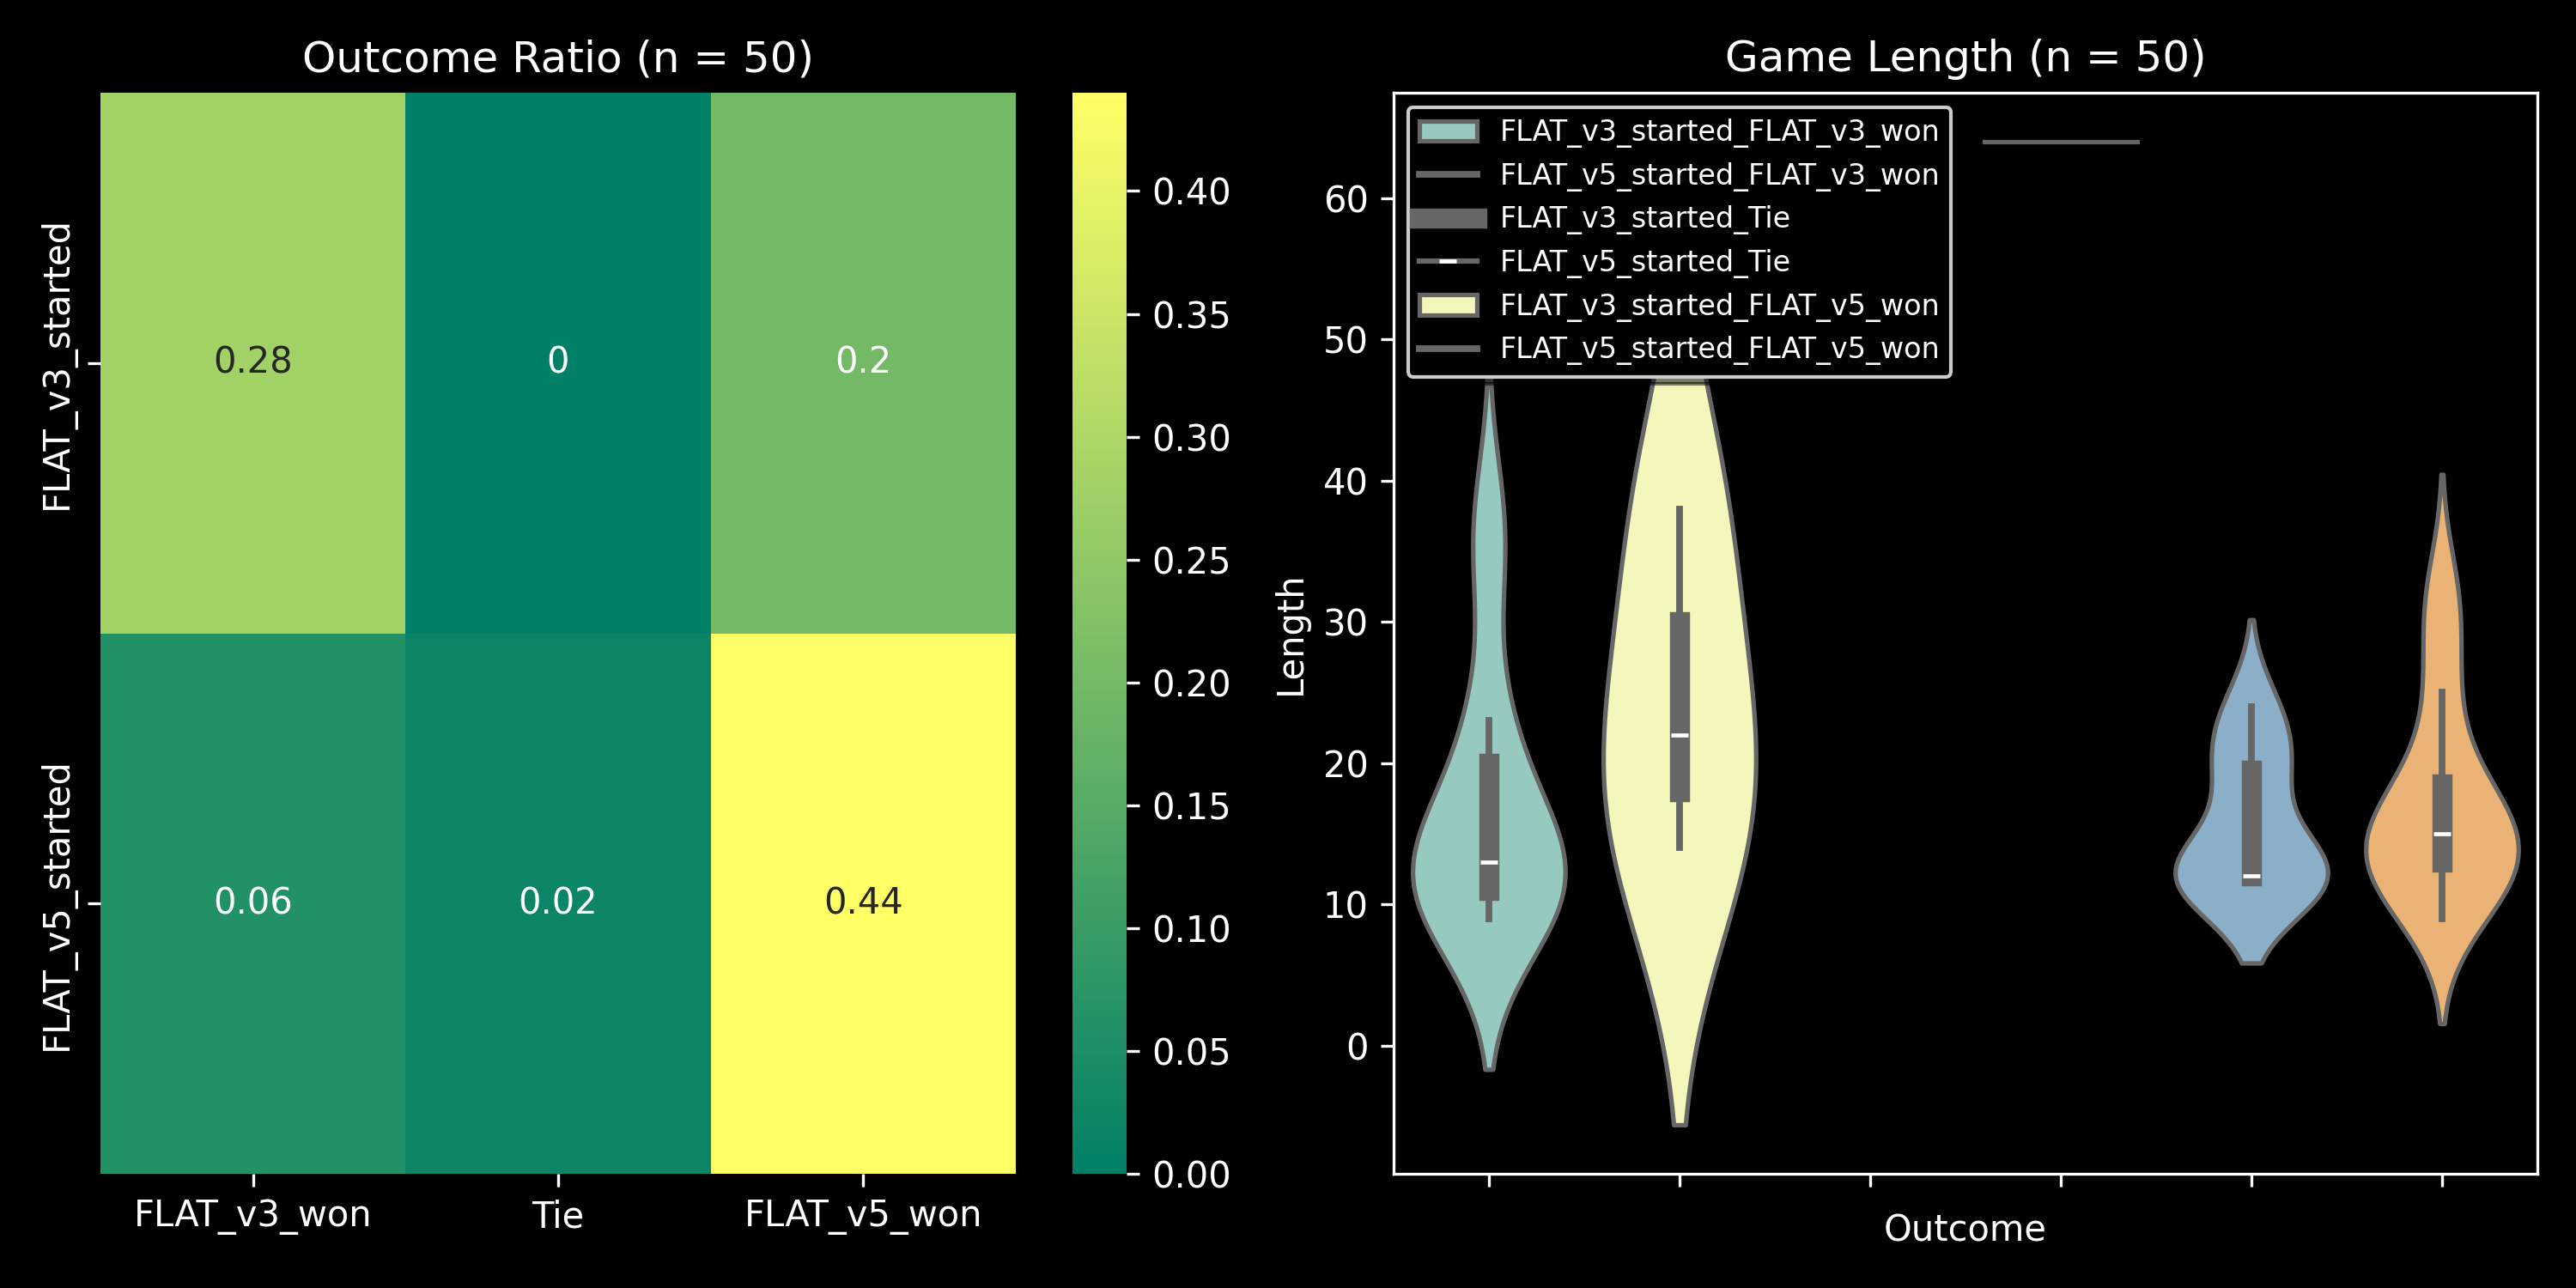 Outcome Ratio (n = 50)
FLAT_v3_started
FLAT_v5_started
0.28
0
0.2
0.06
0.02
0.44
FLAT_v3_won
Tie
FLAT_v5_won
0.40
0.35
0.30
0.25
0.20
0.15
0.10
0.05
0.00
Game Length (n = 50)
Length
60
50
40
30
20
10
0
FLAT_v3_started_FLAT_v3_won
FLAT_v5_started_FLAT_v3_won
FLAT_v3_started_Tie
FLAT_v5_started_Tie
FLAT_v3_started_FLAT_v5_won
FLAT_v5_started_FLAT_v5_won
Outcome